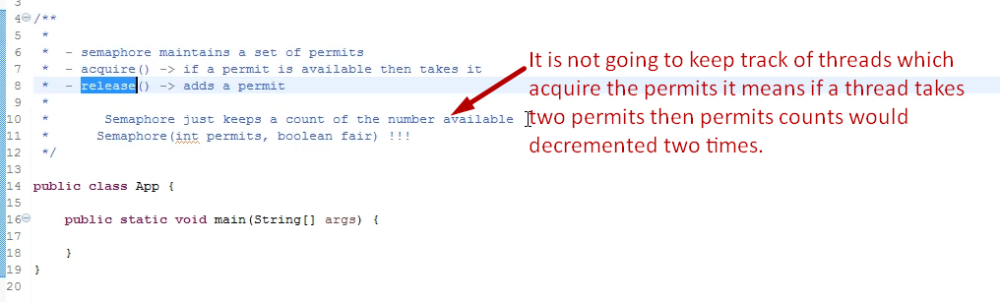 3
4 /**
5 *
6 * - semaphore maintains a set of permits
7 * - acquire() -> if a permit is available then takes it
8 * - release() -> adds a permit
9 *
10 * Semaphore just keeps a count of the number available
11 * Semaphore(int permits, boolean fair) !!!
12 */
13
14 public class App {
15
16 public static void main(String[] args) {
17
18 }
19 }
20
It is not going to keep track of threads which
acquire the permits it means if a thread takes
two permits then permits counts would
decremented two times.